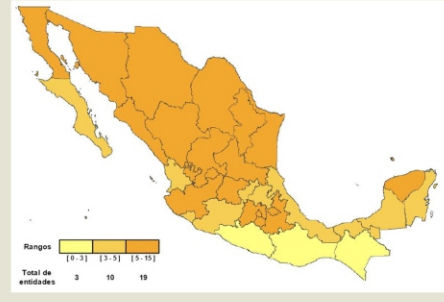 Rangos
[ 0 - 3 ] [ 3 - 5 ] [ 5 - 15 ]
Total de
entidades 3 10 19